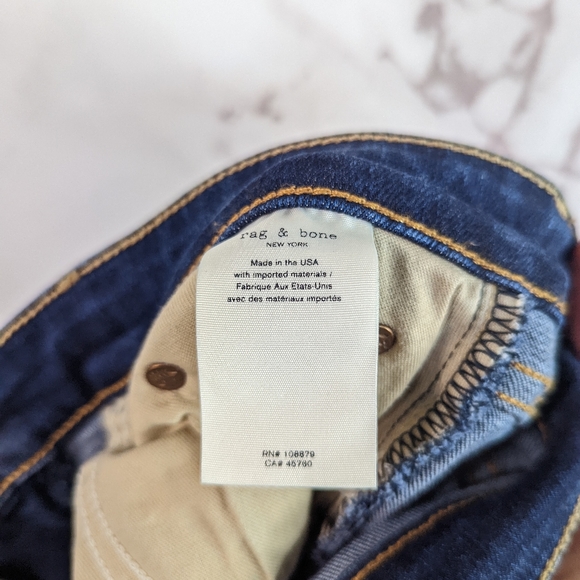 rag & bone
NEW YORK
Made in the USA
with imported materials /
Fabrique Aux Etats-Unis
avec des matériaux importés
RN# 108879
CA# 45760